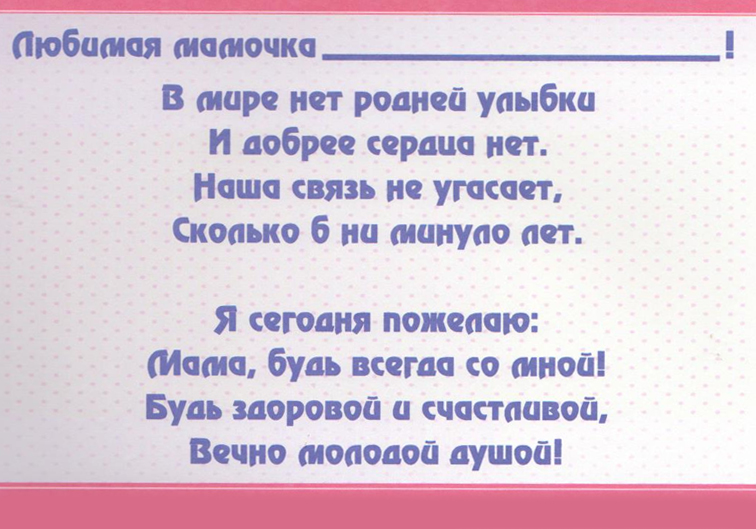 Любимая мамочка ____________________!
В мире нет родней улыбки
И добрее сердца нет.
Наша связь не угасает,
Сколько б ни минуло лет.
Я сегодня пожелаю:
Мама, будь всегда со мной!
Будь здоровой и счастливой,
Вечно молодой душой!